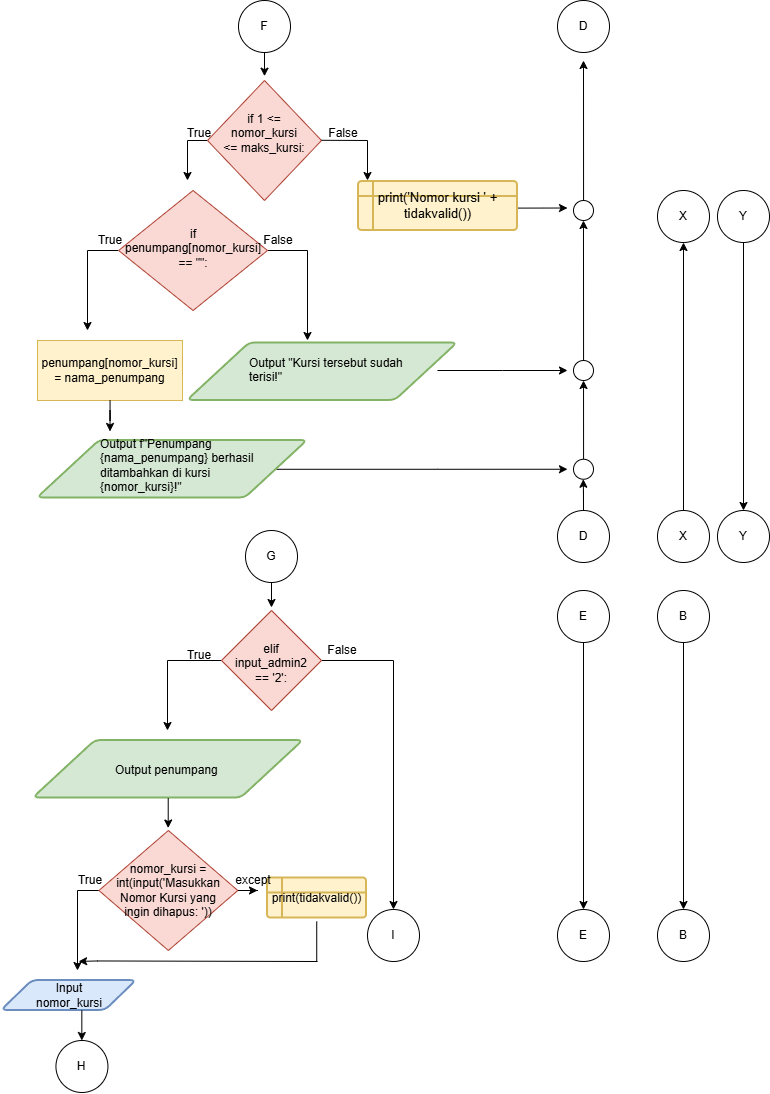 F
D
if 1 <=
nomor_kursi
<= maks_kursi:
True
False
print('Nomor kursi ' +
tidakvalid())
X
Y
if
penumpang[nomor_kursi]
== "":
True
False
penumpang[nomor_kursi]
= nama_penumpang
Output "Kursi tersebut sudah
terisi!"
Output f"Penumpang
{nama_penumpang} berhasil
ditambahkan di kursi
{nomor_kursi}!"
D
X
Y
G
E
B
elif
input_admin2
== '2':
True
False
Output penumpang
nomor_kursi =
int(input('Masukkan
Nomor Kursi yang
ingin dihapus: '))
True
except
print(tidakvalid())
I
E
B
Input
nomor_kursi
H